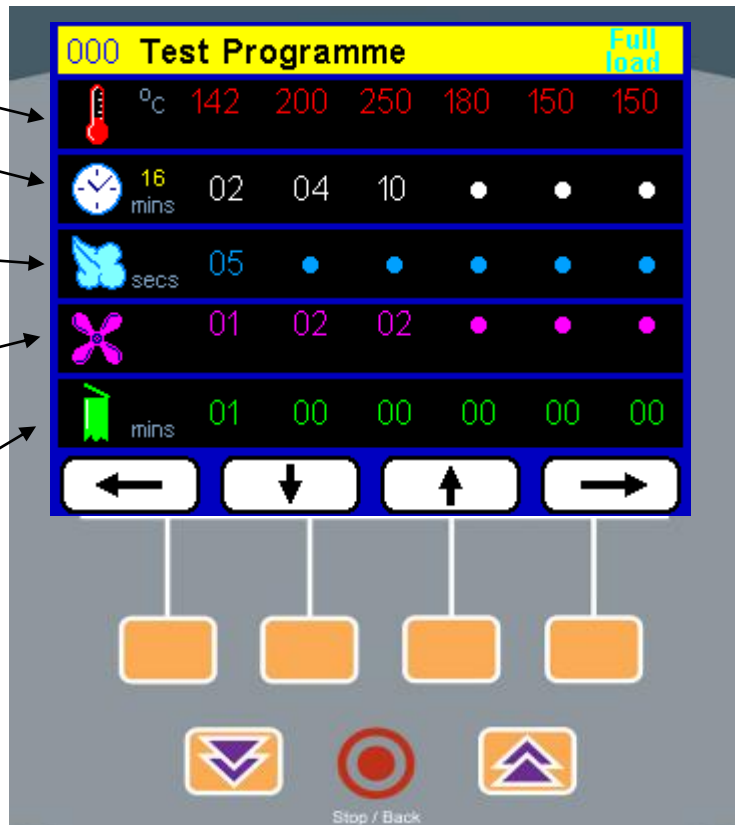 000 Test Programme Full load
°C 142 200 250 180 150 150
16 mins 02 04 10 • • •
secs 05 • • • • •
01 02 02 • • •
mins 01 00 00 00 00 00
← ↓ ↑ →
Stop / Back